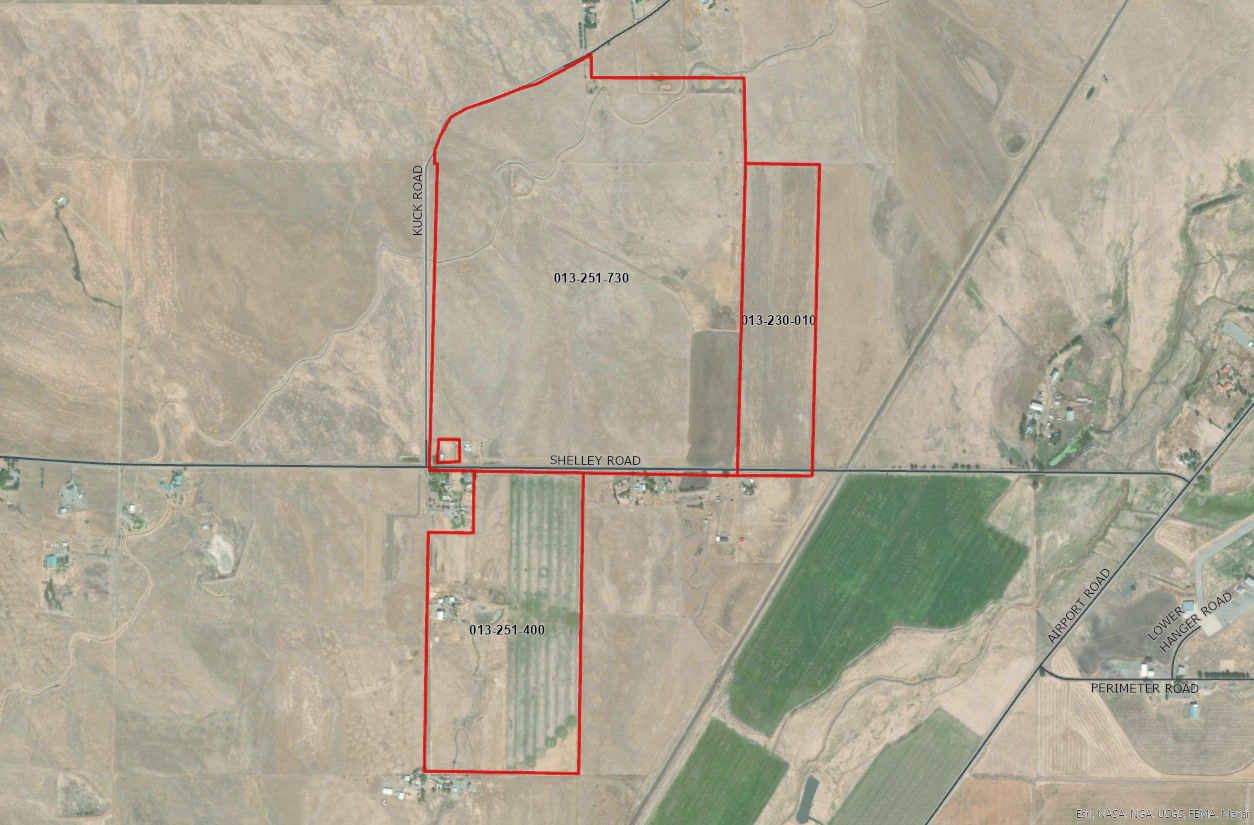 KUCK ROAD
013-251-730
013-230-010
SHELLEY ROAD
013-251-400
AIRPORT ROAD
LOWER
HANGER ROAD
PERIMETER ROAD
Esri, NASA, NGA, USGS, FEMA, Maxar